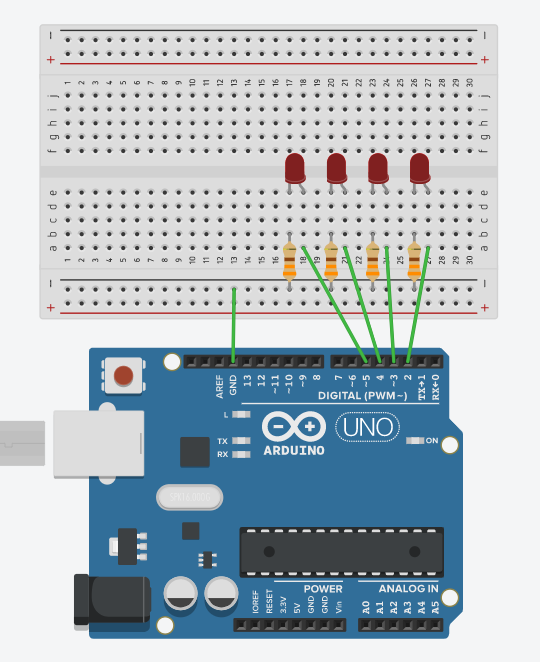 − −
+ +
1 2 3 4 5 6 7 8 9 10 11 12 13 14 15 16 17 18 19 20 21 22 23 24 25 26 27 28 29 30
j j
i i
h h
g g
f f
e e
d d
c c
b b
a a
1 2 3 4 5 6 7 8 9 10 11 12 13 14 15 16 18 19 21 22 24 25 27 28 29 30
− −
+ +
AREF
GND
13
12
~11
~10
~9
8
7
~6
~5
4
~3
2
TX→1
RX←0
DIGITAL (PWM~)
L
TX
RX
ARDUINO
UNO
ON
POWER
ANALOG IN
IOREF
RESET
3.3V
5V
GND
GND
Vin
A0
A1
A2
A3
A4
A5